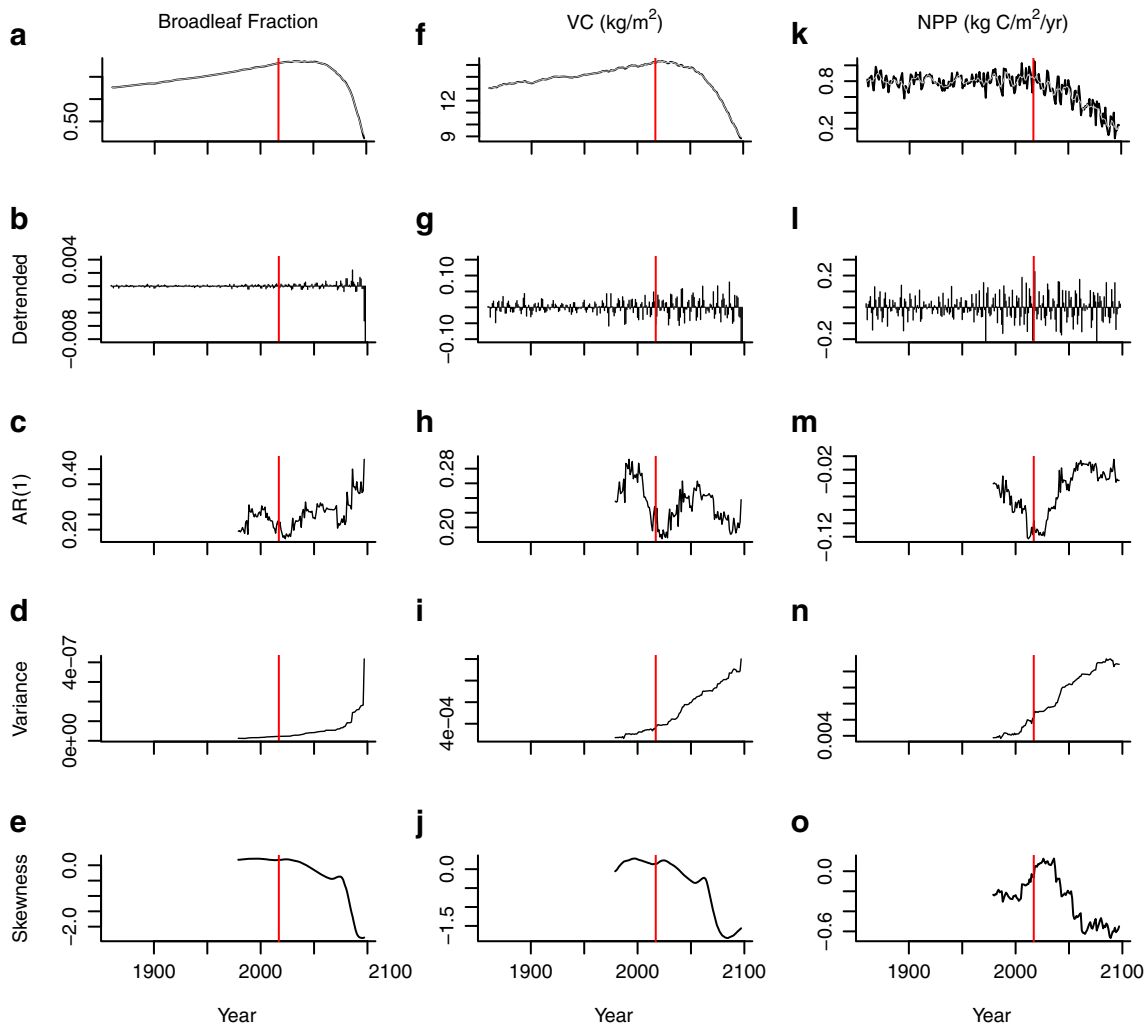 a
Broadleaf Fraction
0.50
f
VC (kg/m²)
12
9
k
NPP (kg C/m²/yr)
0.8
0.2
1900 2000 2100
b
Detrended
0.004
−0.008
g
0.10
−0.10
l
0.2
−0.2
c
AR(1)
0.40
0.20
h
0.28
0.20
m
−0.02
−0.12
d
Variance
4e−07
0e+00
i
4e−04
n
0.004
e
Skewness
0.0
−2.0
1900 2000 2100
Year
j
0.0
−1.5
1900 2000 2100
Year
o
0.0
−0.6
1900 2000 2100
Year